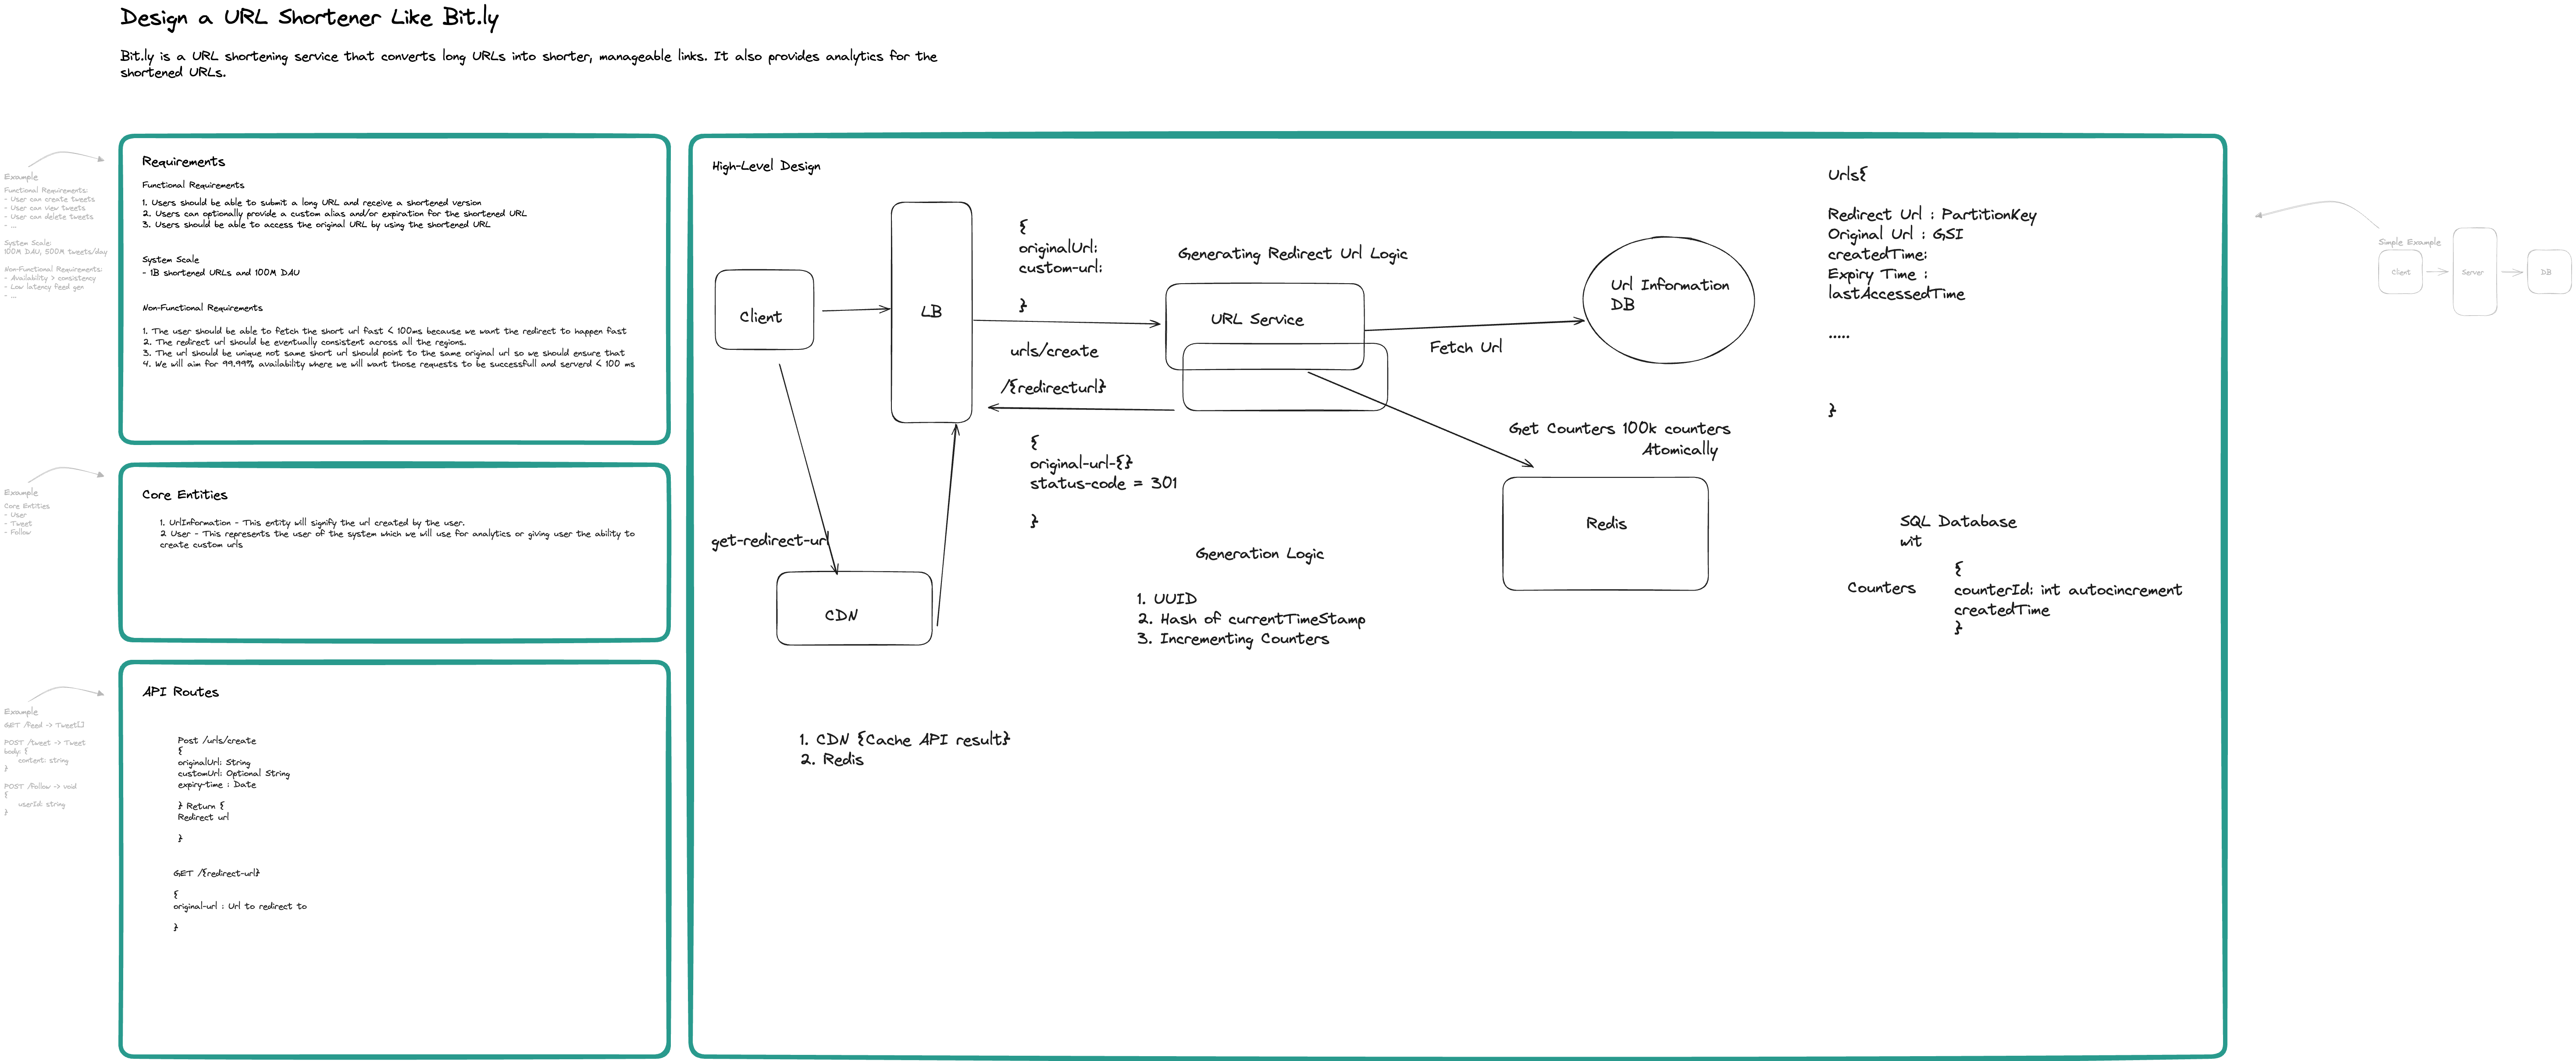 Design a URL Shortener Like Bit.ly
Bit.ly is a URL shortening service that converts long URLs into shorter, manageable links. It also provides analytics for the
shortened URLs.
Example
Functional Requirements:
- User can create tweets
- User can view tweets
- User can delete tweets
- ...
System Scale:
100M DAU, 500M tweets/day
Non-Functional Requirements:
- Availability > consistency
- Low latency feed gen
- ...
Requirements
Functional Requirements
1. Users should be able to submit a long URL and receive a shortened version
2. Users can optionally provide a custom alias and/or expiration for the shortened URL
3. Users should be able to access the original URL by using the shortened URL
System Scale
- 1B shortened URLs and 100M DAU
Non-Functional Requirements
1. The user should be able to fetch the short url fast < 100ms because we want the redirect to happen fast
2. The redirect url should be eventually consistent across all the regions.
3. The url should be unique not same short url should point to the same original url so we should ensure that
4. We will aim for 99.99% availability where we will want those requests to be successfull and serverd < 100 ms
Example
Core Entities
- User
- Tweet
- Follow
Core Entities
1. UrlInformation - This entity will signify the url created by the user.
2 User - This represents the user of the system which we will use for analytics or giving user the ability to
create custom urls
Example
GET /feed -> Tweet[]
POST /tweet -> Tweet
body: {
content: string
}
POST /follow -> void
{
userId: string
}
API Routes
Post /urls/create
{
originalUrl: String
customUrl: Optional String
expiry-time : Date
} Return {
Redirect url
}
GET /{redirect-url}
{
original-url : Url to redirect to
}
High-Level Design
Client
LB
{
originalUrl:
custom-url:
}
urls/create
/{redirecturl}
{
original-url-{}
status-code = 301
}
Generating Redirect Url Logic
URL Service
Fetch Url
Url Information
DB
Get Counters 100k counters
Atomically
Redis
get-redirect-url
CDN
Generation Logic
1. UUID
2. Hash of currentTimeStamp
3. Incrementing Counters
1. CDN {Cache API result}
2. Redis
Urls{
Redirect Url : PartitionKey
Original Url : GSI
createdTime:
Expiry Time :
lastAccessedTime
.....
}
SQL Database
wit
Counters
{
counterId: int autocincrement
createdTime
}
Simple Example
Client
Server
DB